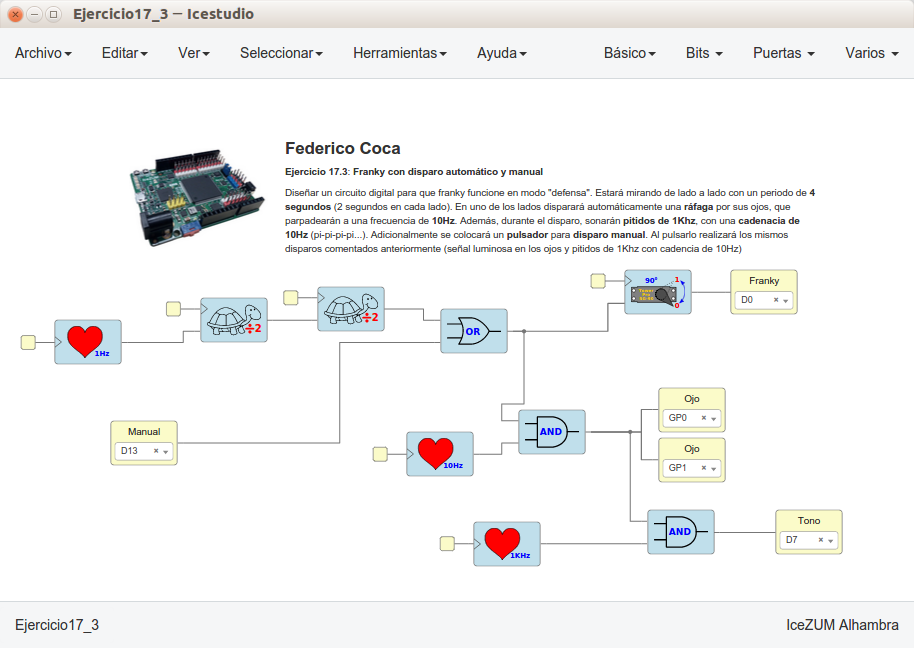 Ejercicio17_3 — Icestudio
Archivo Editar Ver Seleccionar Herramientas Ayuda Básico Bits Puertas Varios
Federico Coca
Ejercicio 17.3: Franky con disparo automático y manual
Diseñar un circuito digital para que franky funcione en modo "defensa". Estará mirando de lado a lado con un periodo de 4
segundos (2 segundos en cada lado). En uno de los lados disparará automáticamente una ráfaga por sus ojos, que
parpadearán a una frecuencia de 10Hz. Además, durante el disparo, sonarán pitidos de 1Khz, con una cadenacia de
10Hz (pi-pi-pi-pi...). Adicionalmente se colocará un pulsador para disparo manual. Al pulsarlo realizará los mismos
disparos comentados anteriormente (señal luminosa en los ojos y pitidos de 1Khz con cadencia de 10Hz)
90º 1
0
Franky
D0
÷2
÷2
OR
1Hz
Ojo
GP0
Manual
D13
AND
Ojo
GP1
10Hz
Tono
D7
AND
1KHz
Ejercicio17_3 IceZUM Alhambra